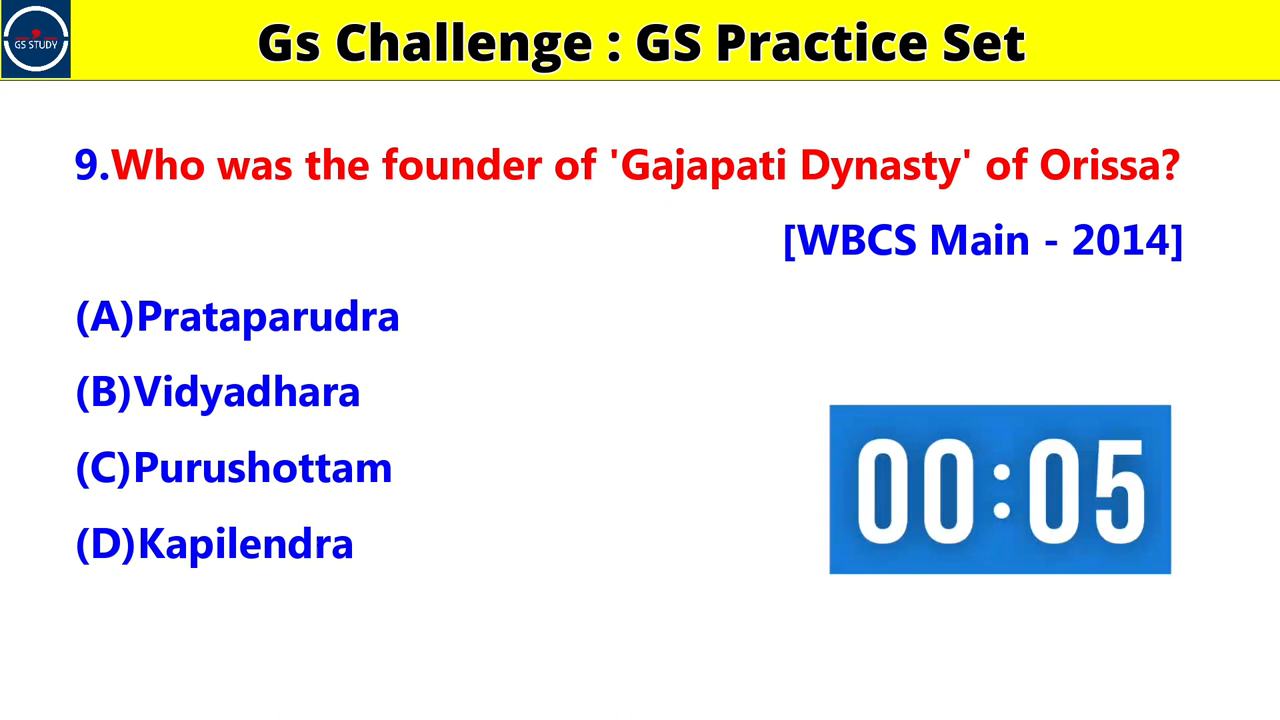 GS STUDY
Gs Challenge : GS Practice Set
9.Who was the founder of 'Gajapati Dynasty' of Orissa?
[WBCS Main - 2014]
(A)Prataparudra
(B)Vidyadhara
(C)Purushottam
(D)Kapilendra
00:05